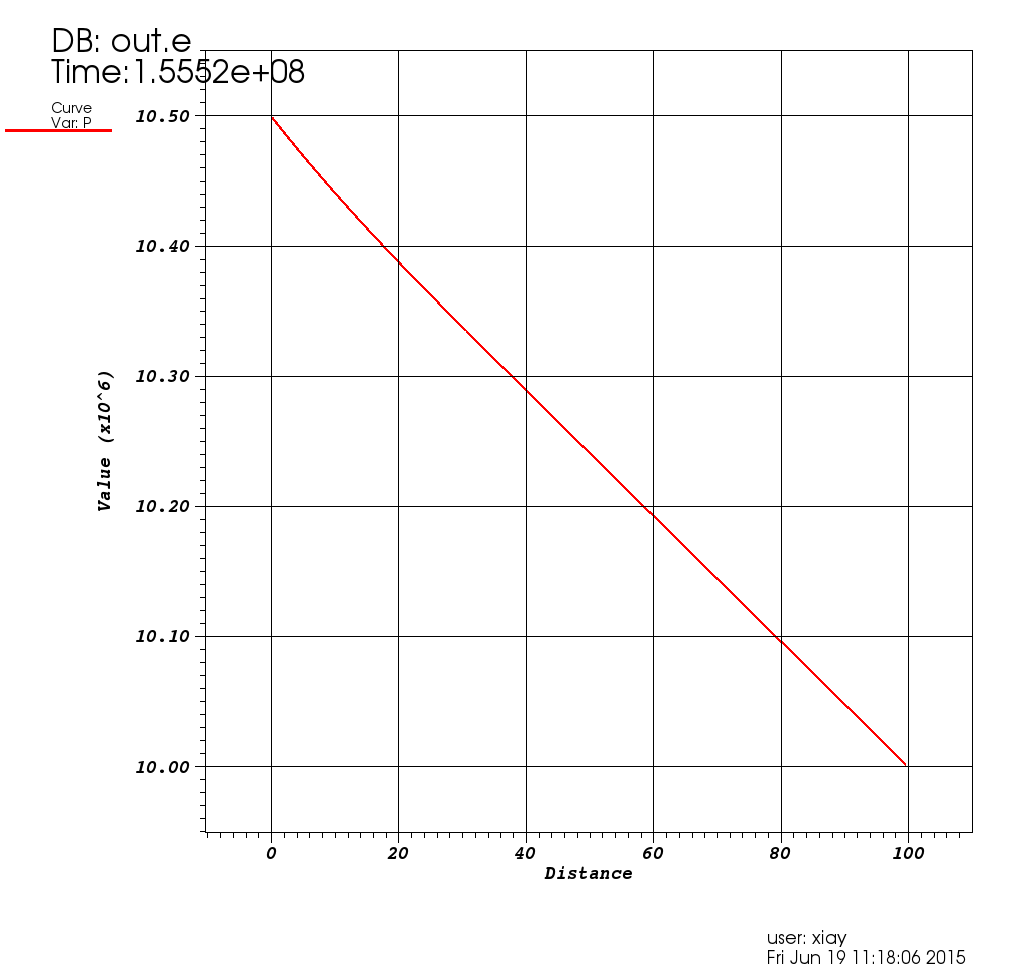 DB: out.e
Time:1.5552e+08
Curve
Var: P
10.50
10.40
10.30
10.20
10.10
10.00
Value (x10^6)
0 20 40 60 80 100
Distance
user: xiay
Fri Jun 19 11:18:06 2015